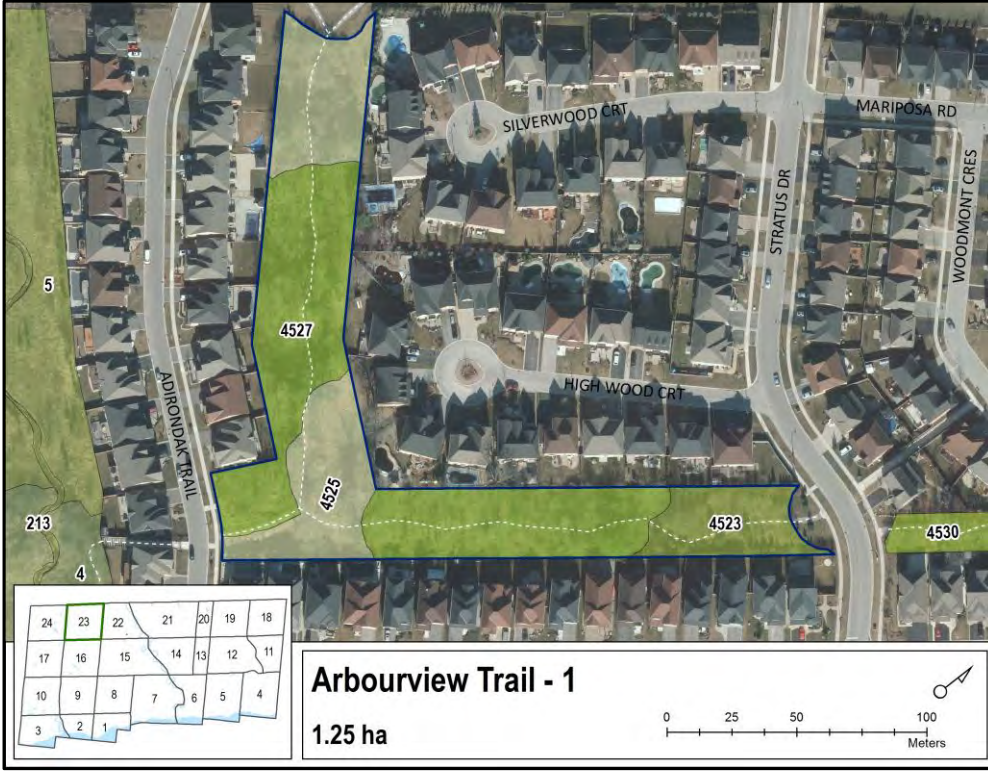 SILVERWOOD CRT
MARIPOSA RD
STRATUS DR
WOODMONT CRES
5
4527
ADIRONDAK TRAIL
HIGH WOOD CRT
4525
213
4523
4530
4
24 23 22 21 20 19 18
17 16 15 14 13 12 11
10 9 8 7 6 5 4
3 2 1
Arbourview Trail - 1
1.25 ha
0 25 50 100
Meters